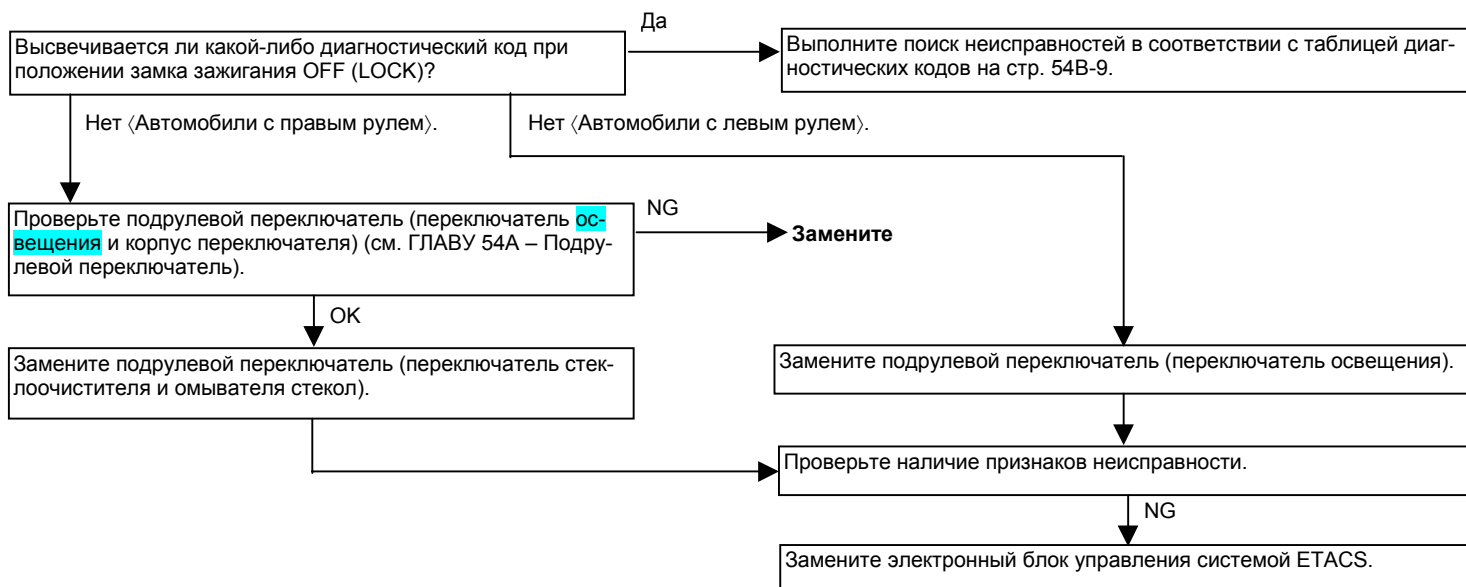 Да
Высвечивается ли какой-либо диагностический код при
положении замка зажигания OFF (LOCK)?
Выполните поиск неисправностей в соответствии с таблицей диаг-
ностических кодов на стр. 54B-9.
Нет 〈Автомобили с правым рулем〉.
Нет 〈Автомобили с левым рулем〉.
Проверьте подрулевой переключатель (переключатель ос-
вещения и корпус переключателя) (см. ГЛАВУ 54A – Подру-
левой переключатель).
NG
Замените
OK
Замените подрулевой переключатель (переключатель стек-
лоочистителя и омывателя стекол).
Замените подрулевой переключатель (переключатель освещения).
Проверьте наличие признаков неисправности.
NG
Замените электронный блок управления системой ETACS.